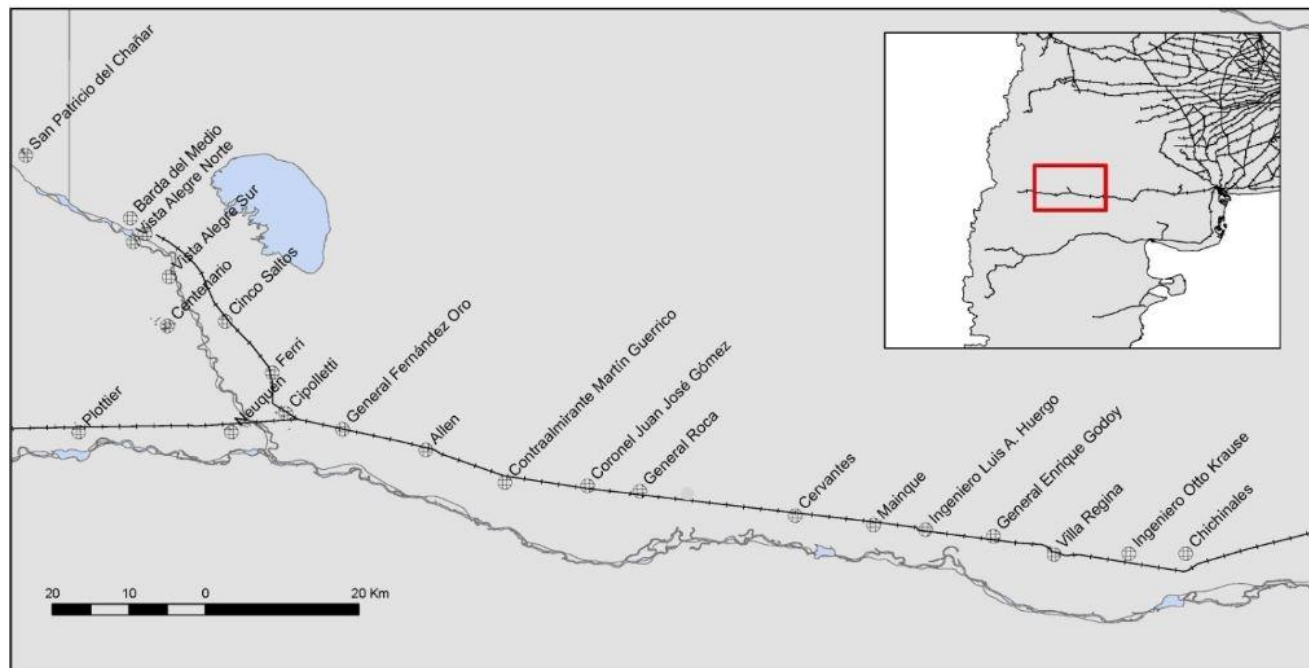 San Patricio del Chañar
Barda del Medio
Vista Alegre Norte
Vista Alegre Sur
Centenario
Cinco Saltos
Ferri
Cipolletti
Neuquén
Plottier
General Fernández Oro
Allen
Contraalmirante Martín Guerrico
Coronel Juan José Gómez
General Roca
Cervantes
Mainque
Ingeniero Luis A. Huergo
General Enrique Godoy
Villa Regina
Ingeniero Otto Krause
Chichinales
20 10 0 20 Km